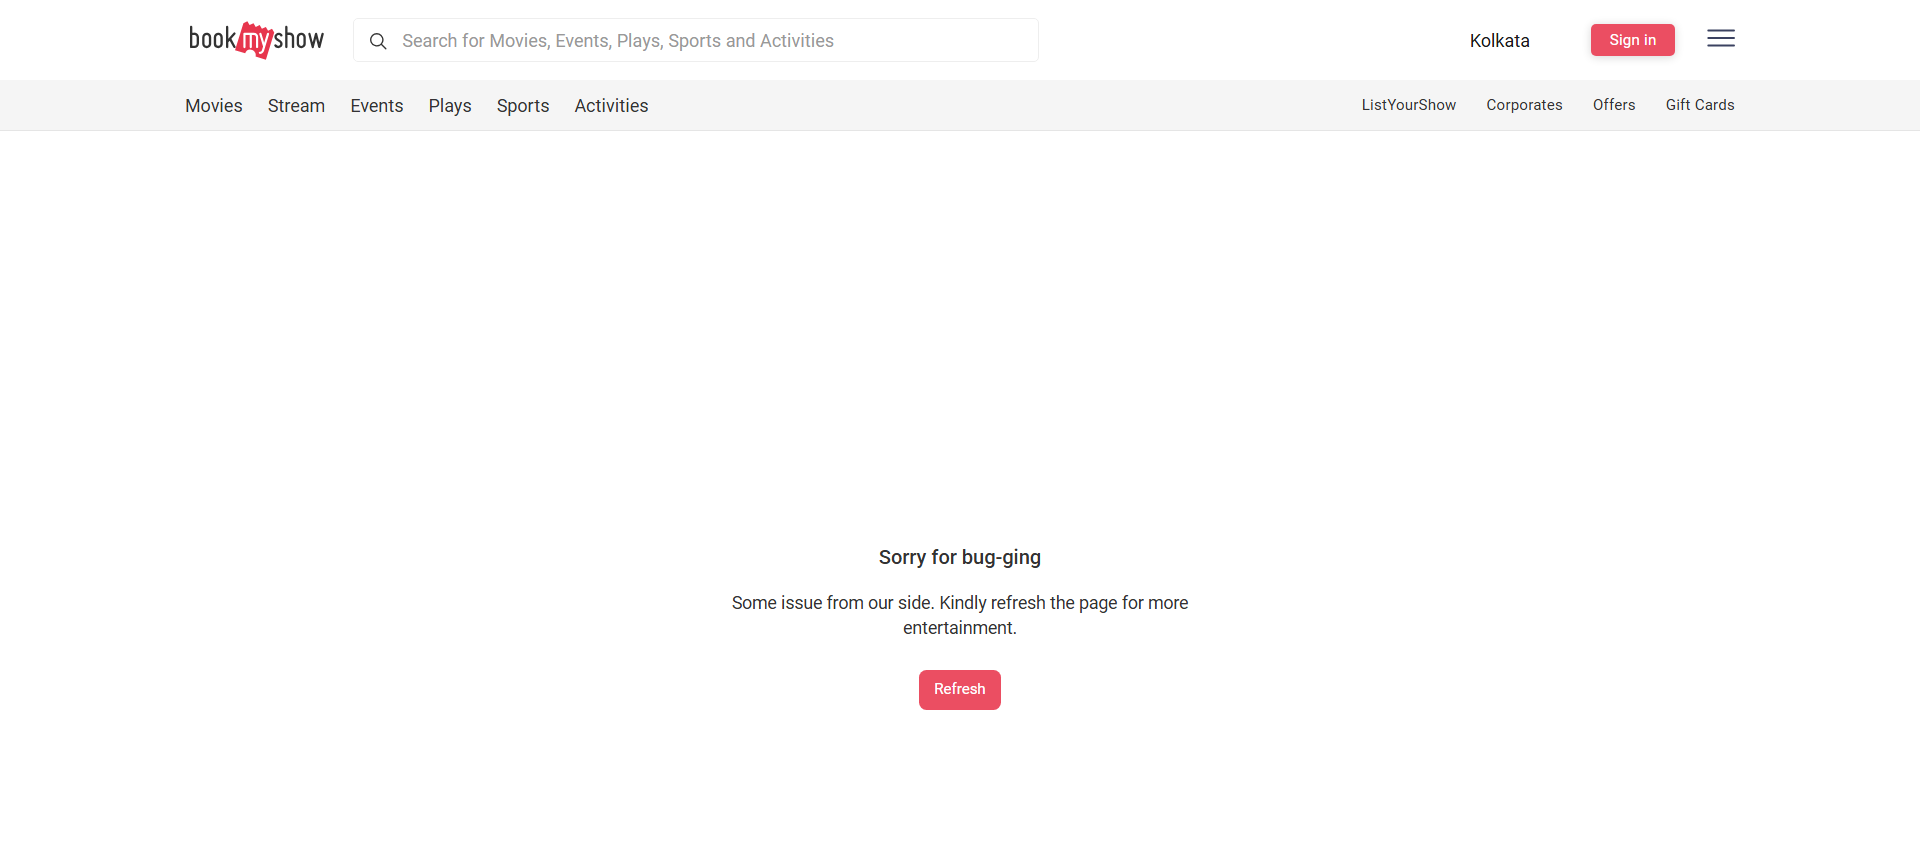 bookmyshow
Search for Movies, Events, Plays, Sports and Activities
Kolkata
Sign in
Movies Stream Events Plays Sports Activities
ListYourShow Corporates Offers Gift Cards
Sorry for bug-ging
Some issue from our side. Kindly refresh the page for more
entertainment.
Refresh